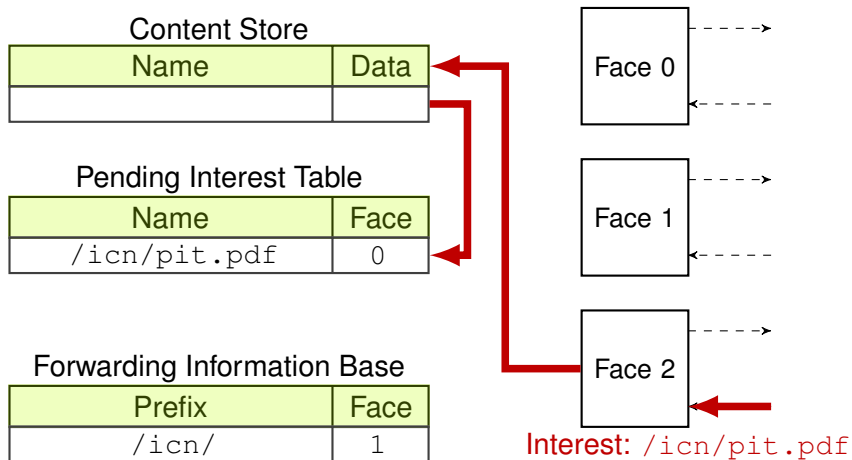 Content Store
Name Data
Pending Interest Table
Name Face
/icn/pit.pdf 0
Forwarding Information Base
Prefix Face
/icn/ 1
Face 0
Face 1
Face 2
Interest: /icn/pit.pdf